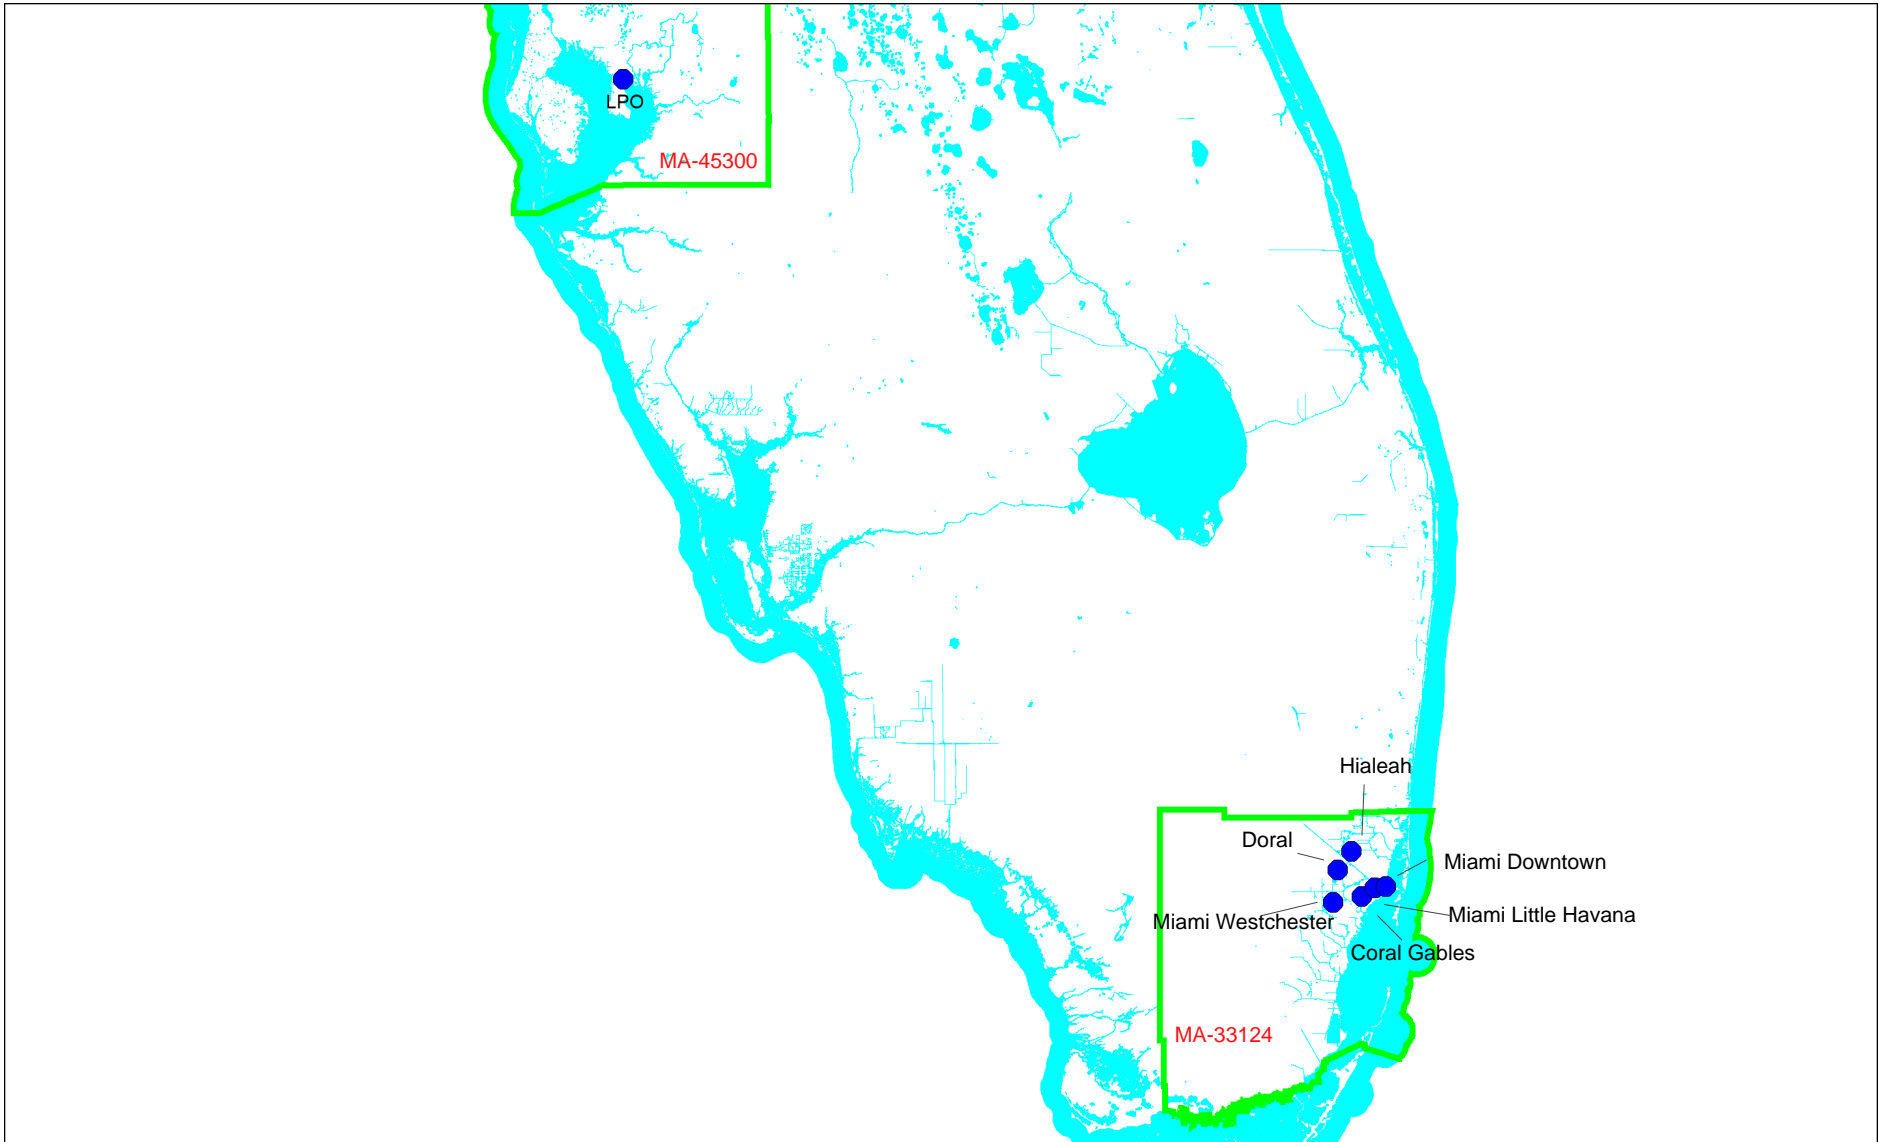 LPO
MA-45300
Hialeah
Doral
Miami Downtown
Miami Westchester
Miami Little Havana
Coral Gables
MA-33124